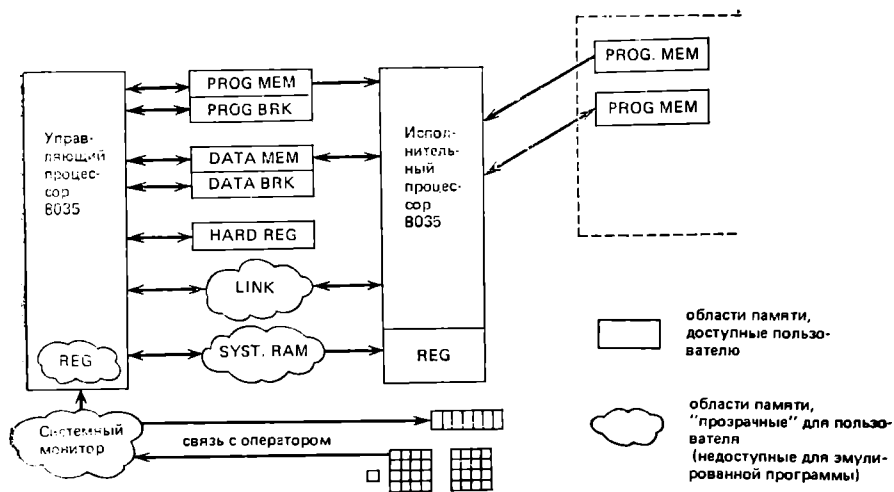 Управ-
ляющий
процес-
сор
8035
PROG MEM
PROG BRK
DATA MEM
DATA BRK
HARD REG
LINK
SYST. RAM
REG
Испол-
нитель-
ный
процес-
сор
8035
REG
PROG. MEM
PROG MEM
Системный
монитор
связь с оператором
области памяти,
доступные пользо-
вателю
области памяти,
"прозрачные" для пользо-
вателя
(недоступные для эмули-
рованной программы)